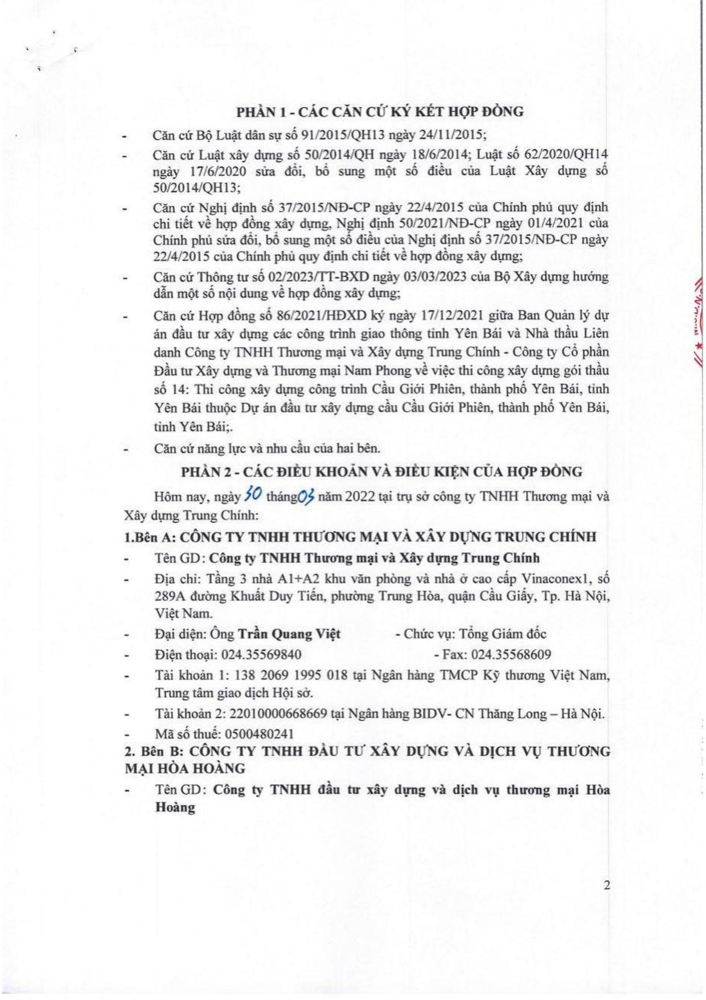 PHẦN 1 - CÁC CĂN CỨ KÝ KẾT HỢP ĐỒNG
- Căn cứ Bộ Luật dân sự số 91/2015/QH13 ngày 24/11/2015;
- Căn cứ Luật xây dựng số 50/2014/QH ngày 18/6/2014; Luật số 62/2020/QH14
ngày 17/6/2020 sửa đổi, bổ sung một số điều của Luật Xây dựng số
50/2014/QH13;
- Căn cứ Nghị định số 37/2015/NĐ-CP ngày 22/4/2015 của Chính phủ quy định
chi tiết về hợp đồng xây dựng, Nghị định 50/2021/NĐ-CP ngày 01/4/2021 của
Chính phủ sửa đổi, bổ sung một số điều của Nghị định số 37/2015/NĐ-CP ngày
22/4/2015 của Chính phủ quy định chi tiết về hợp đồng xây dựng;
- Căn cứ Thông tư số 02/2023/TT-BXD ngày 03/03/2023 của Bộ Xây dựng hướng
dẫn một số nội dung về hợp đồng xây dựng;
- Căn cứ Hợp đồng số 86/2021/HĐXD ký ngày 17/12/2021 giữa Ban Quản lý dự
án đầu tư xây dựng các công trình giao thông tỉnh Yên Bái và Nhà thầu Liên
danh Công ty TNHH Thương mại và Xây dựng Trung Chính - Công ty Cổ phần
Đầu tư Xây dựng và Thương mại Nam Phong về việc thi công xây dựng gói thầu
số 14: Thi công xây dựng công trình Cầu Giới Phiên, thành phố Yên Bái, tỉnh
Yên Bái thuộc Dự án đầu tư xây dựng cầu Cầu Giới Phiên, thành phố Yên Bái,
tỉnh Yên Bái;.
- Căn cứ năng lực và nhu cầu của hai bên.
PHẦN 2 - CÁC ĐIỀU KHOẢN VÀ ĐIỀU KIỆN CỦA HỢP ĐỒNG
Hôm nay, ngày 30 tháng 03 năm 2022 tại trụ sở công ty TNHH Thương mại và
Xây dựng Trung Chính:
1.Bên A: CÔNG TY TNHH THƯƠNG MẠI VÀ XÂY DỰNG TRUNG CHÍNH
- Tên GD: Công ty TNHH Thương mại và Xây dựng Trung Chính
- Địa chỉ: Tầng 3 nhà A1+A2 khu văn phòng và nhà ở cao cấp Vinaconex1, số
289A đường Khuất Duy Tiến, phường Trung Hòa, quận Cầu Giấy, Tp. Hà Nội,
Việt Nam.
- Đại diện: Ông Trần Quang Việt - Chức vụ: Tổng Giám đốc
- Điện thoại: 024.35569840 - Fax: 024.35568609
- Tài khoản 1: 138 2069 1995 018 tại Ngân hàng TMCP Kỹ thương Việt Nam,
Trung tâm giao dịch Hội sở.
- Tài khoản 2: 22010000668669 tại Ngân hàng BIDV- CN Thăng Long – Hà Nội.
- Mã số thuế: 0500480241
2. Bên B: CÔNG TY TNHH ĐẦU TƯ XÂY DỰNG VÀ DỊCH VỤ THƯƠNG
MẠI HÒA HOÀNG
- Tên GD: Công ty TNHH đầu tư xây dựng và dịch vụ thương mại Hòa
Hoàng
2